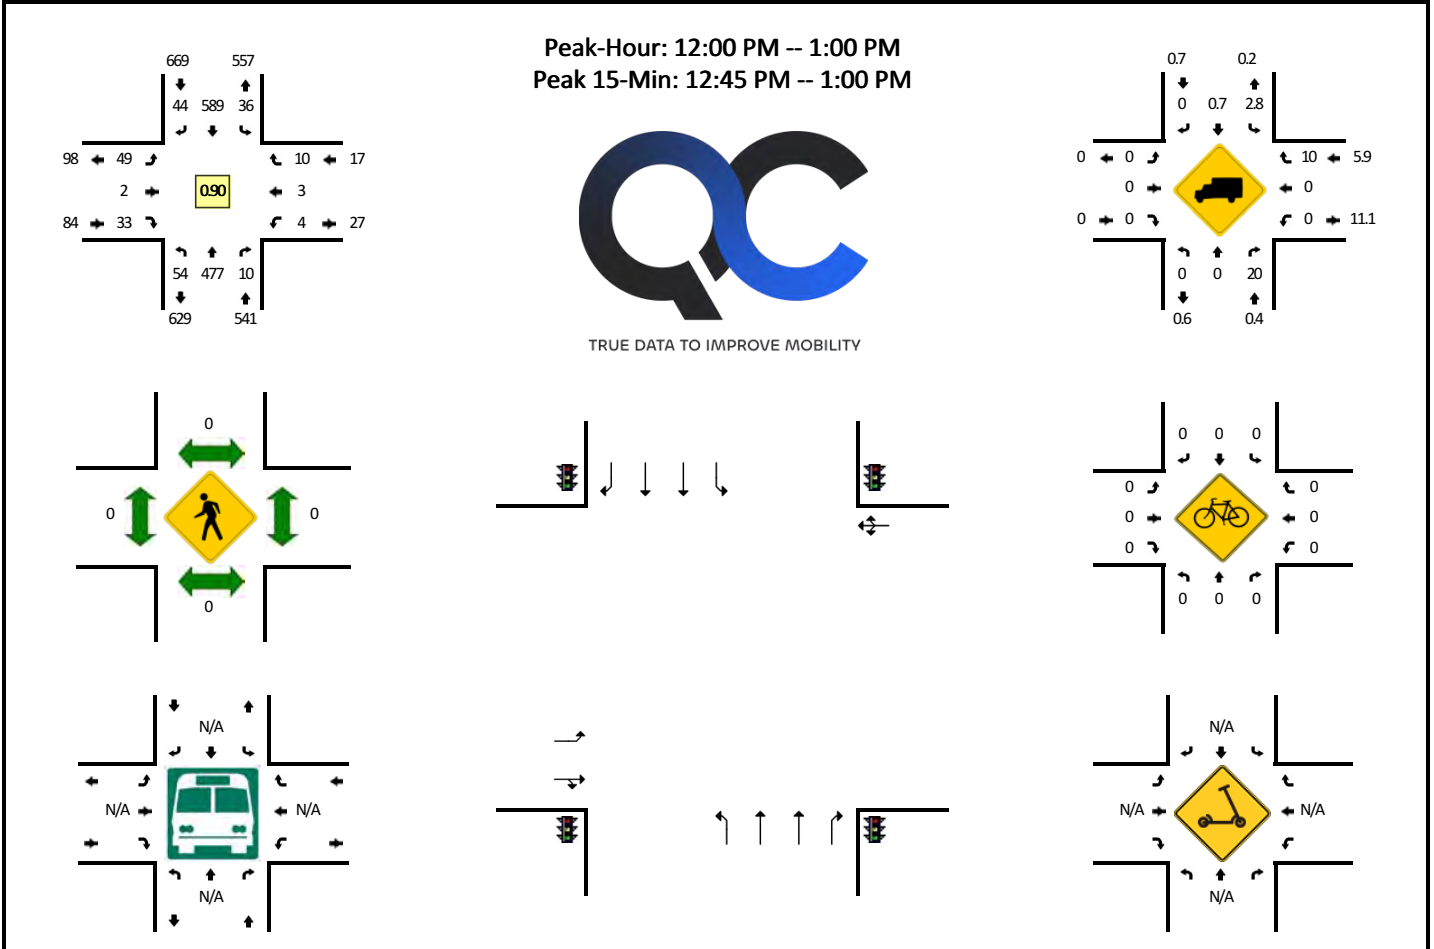 Peak-Hour: 12:00 PM -- 1:00 PM
Peak 15-Min: 12:45 PM -- 1:00 PM
669 557
44 589 36
98 49 10 17
2 0.90 3
84 33 4 27
54 477 10
629 541
QC
TRUE DATA TO IMPROVE MOBILITY
0.7 0.2
0 0.7 2.8
0 0 10 5.9
0 0
0 0 0 11.1
0 0 20
0.6 0.4
0
0 0
0
0 0 0
0 0
0 0
0 0
0 0 0
N/A
N/A N/A
N/A
N/A
N/A N/A
N/A